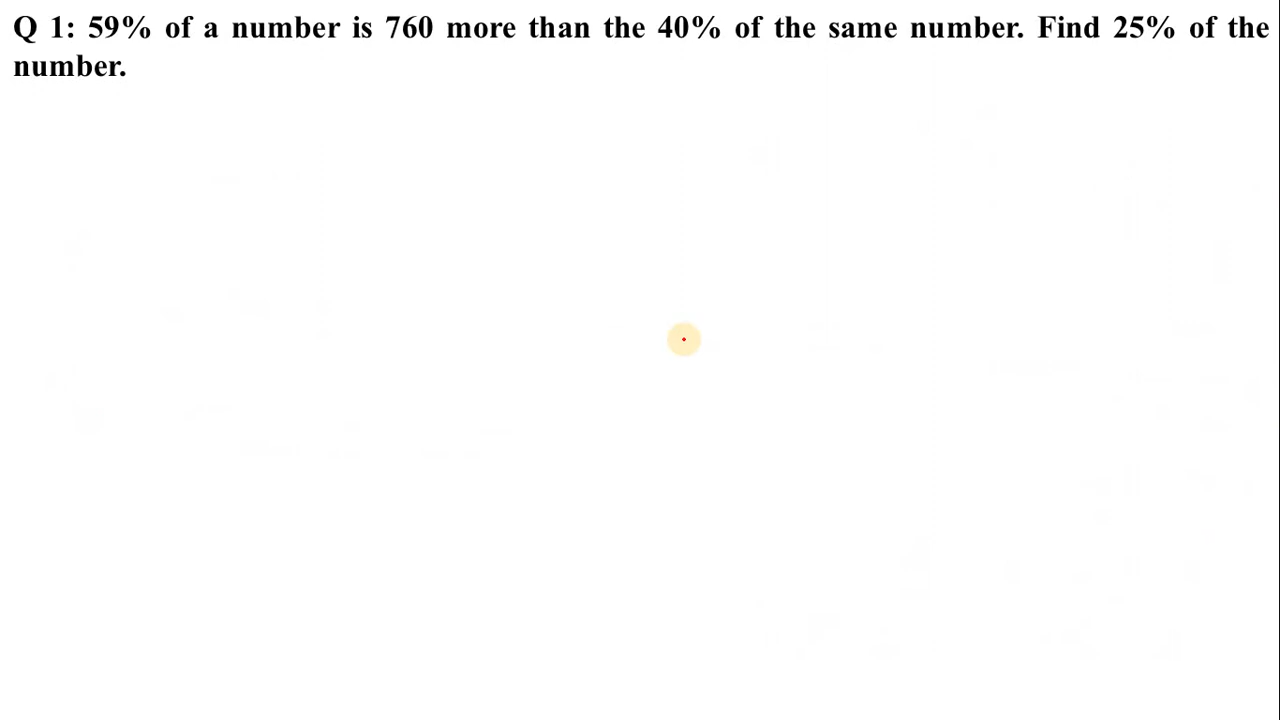 Q 1: 59% of a number is 760 more than the 40% of the same number. Find 25% of the
number.